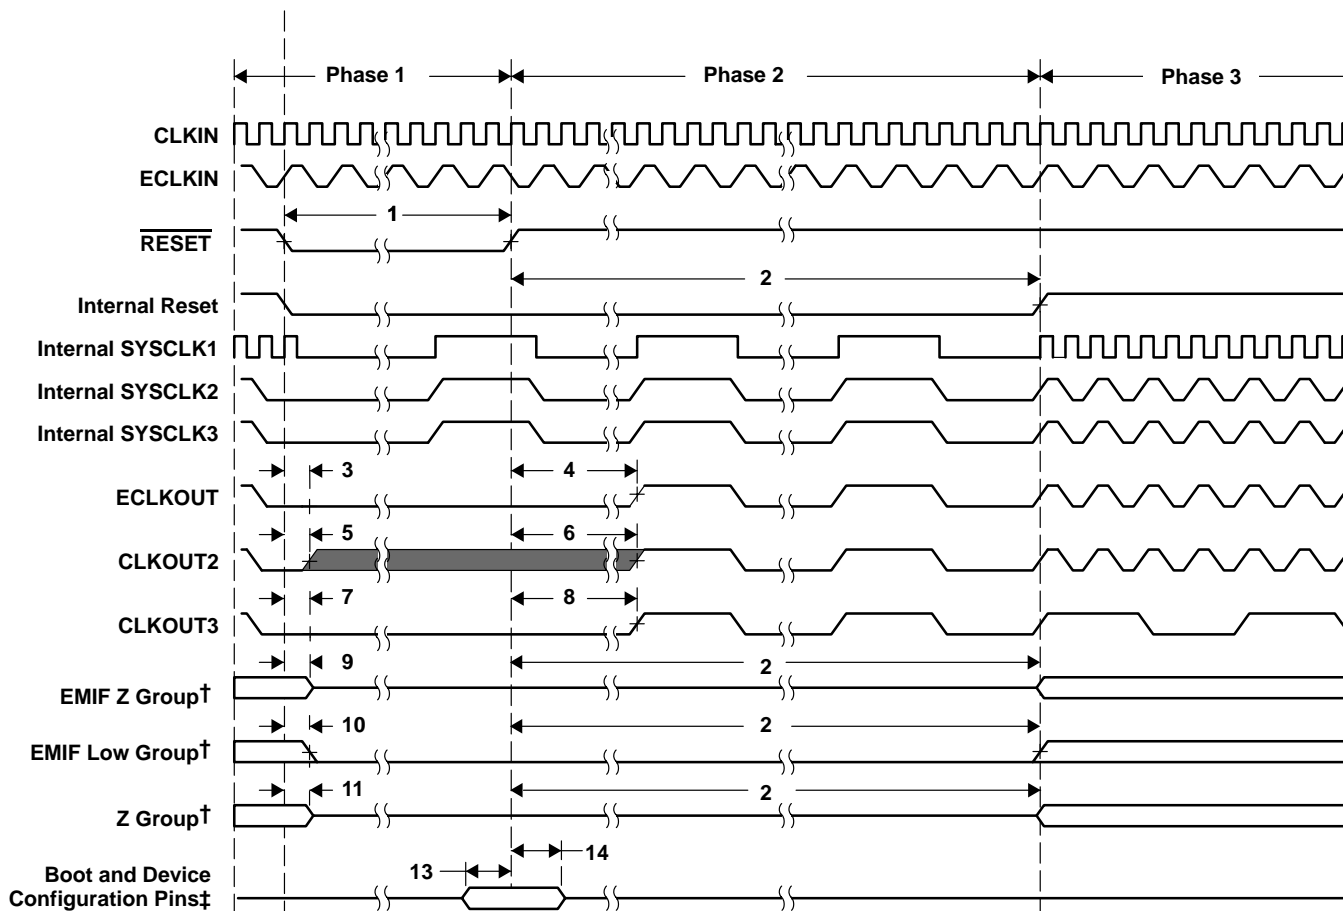 Phase 1 Phase 2 Phase 3
CLKIN
ECLKIN
1
RESET
2
Internal Reset
Internal SYSCLK1
Internal SYSCLK2
Internal SYSCLK3
3 4
ECLKOUT
5 6
CLKOUT2
7 8
CLKOUT3
9 2
EMIF Z Group†
10 2
EMIF Low Group†
11 2
Z Group†
14
13
Boot and Device
Configuration Pins‡